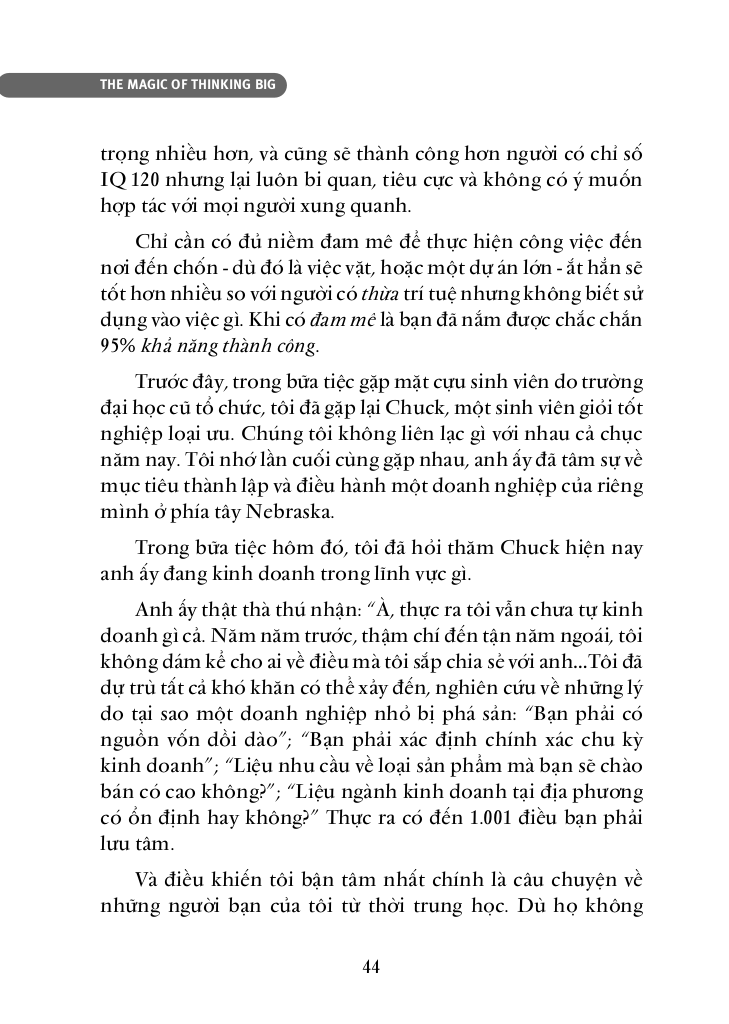 THE MAGIC OF THINKING BIG
trọng nhiều hơn, và cũng sẽ thành công hơn người có chỉ số
IQ 120 nhưng lại luôn bi quan, tiêu cực và không có ý muốn
hợp tác với mọi người xung quanh.
Chỉ cần có đủ niềm đam mê để thực hiện công việc đến
nơi đến chốn - dù đó là việc vặt, hoặc một dự án lớn - ắt hẳn sẽ
tốt hơn nhiều so với người có thừa trí tuệ nhưng không biết sử
dụng vào việc gì. Khi có đam mê là bạn đã nắm được chắc chắn
95% khả năng thành công.
Trước đây, trong bữa tiệc gặp mặt cựu sinh viên do trường
đại học cũ tổ chức, tôi đã gặp lại Chuck, một sinh viên giỏi tốt
nghiệp loại ưu. Chúng tôi không liên lạc gì với nhau cả chục
năm nay. Tôi nhớ lần cuối cùng gặp nhau, anh ấy đã tâm sự về
mục tiêu thành lập và điều hành một doanh nghiệp của riêng
mình ở phía tây Nebraska.
Trong bữa tiệc hôm đó, tôi đã hỏi thăm Chuck hiện nay
anh ấy đang kinh doanh trong lĩnh vực gì.
Anh ấy thật thà thú nhận: “À, thực ra tôi vẫn chưa tự kinh
doanh gì cả. Năm năm trước, thậm chí đến tận năm ngoái, tôi
không dám kể cho ai về điều mà tôi sắp chia sẻ với anh...Tôi đã
dự trù tất cả khó khăn có thể xảy đến, nghiên cứu về những lý
do tại sao một doanh nghiệp nhỏ bị phá sản: “Bạn phải có
nguồn vốn dồi dào”; “Bạn phải xác định chính xác chu kỳ
kinh doanh”; “Liệu nhu cầu về loại sản phẩm mà bạn sẽ chào
bán có cao không?”; “Liệu ngành kinh doanh tại địa phương
có ổn định hay không?” Thực ra có đến 1.001 điều bạn phải
lưu tâm.
Và điều khiến tôi bận tâm nhất chính là câu chuyện về
những người bạn của tôi từ thời trung học. Dù họ không
44